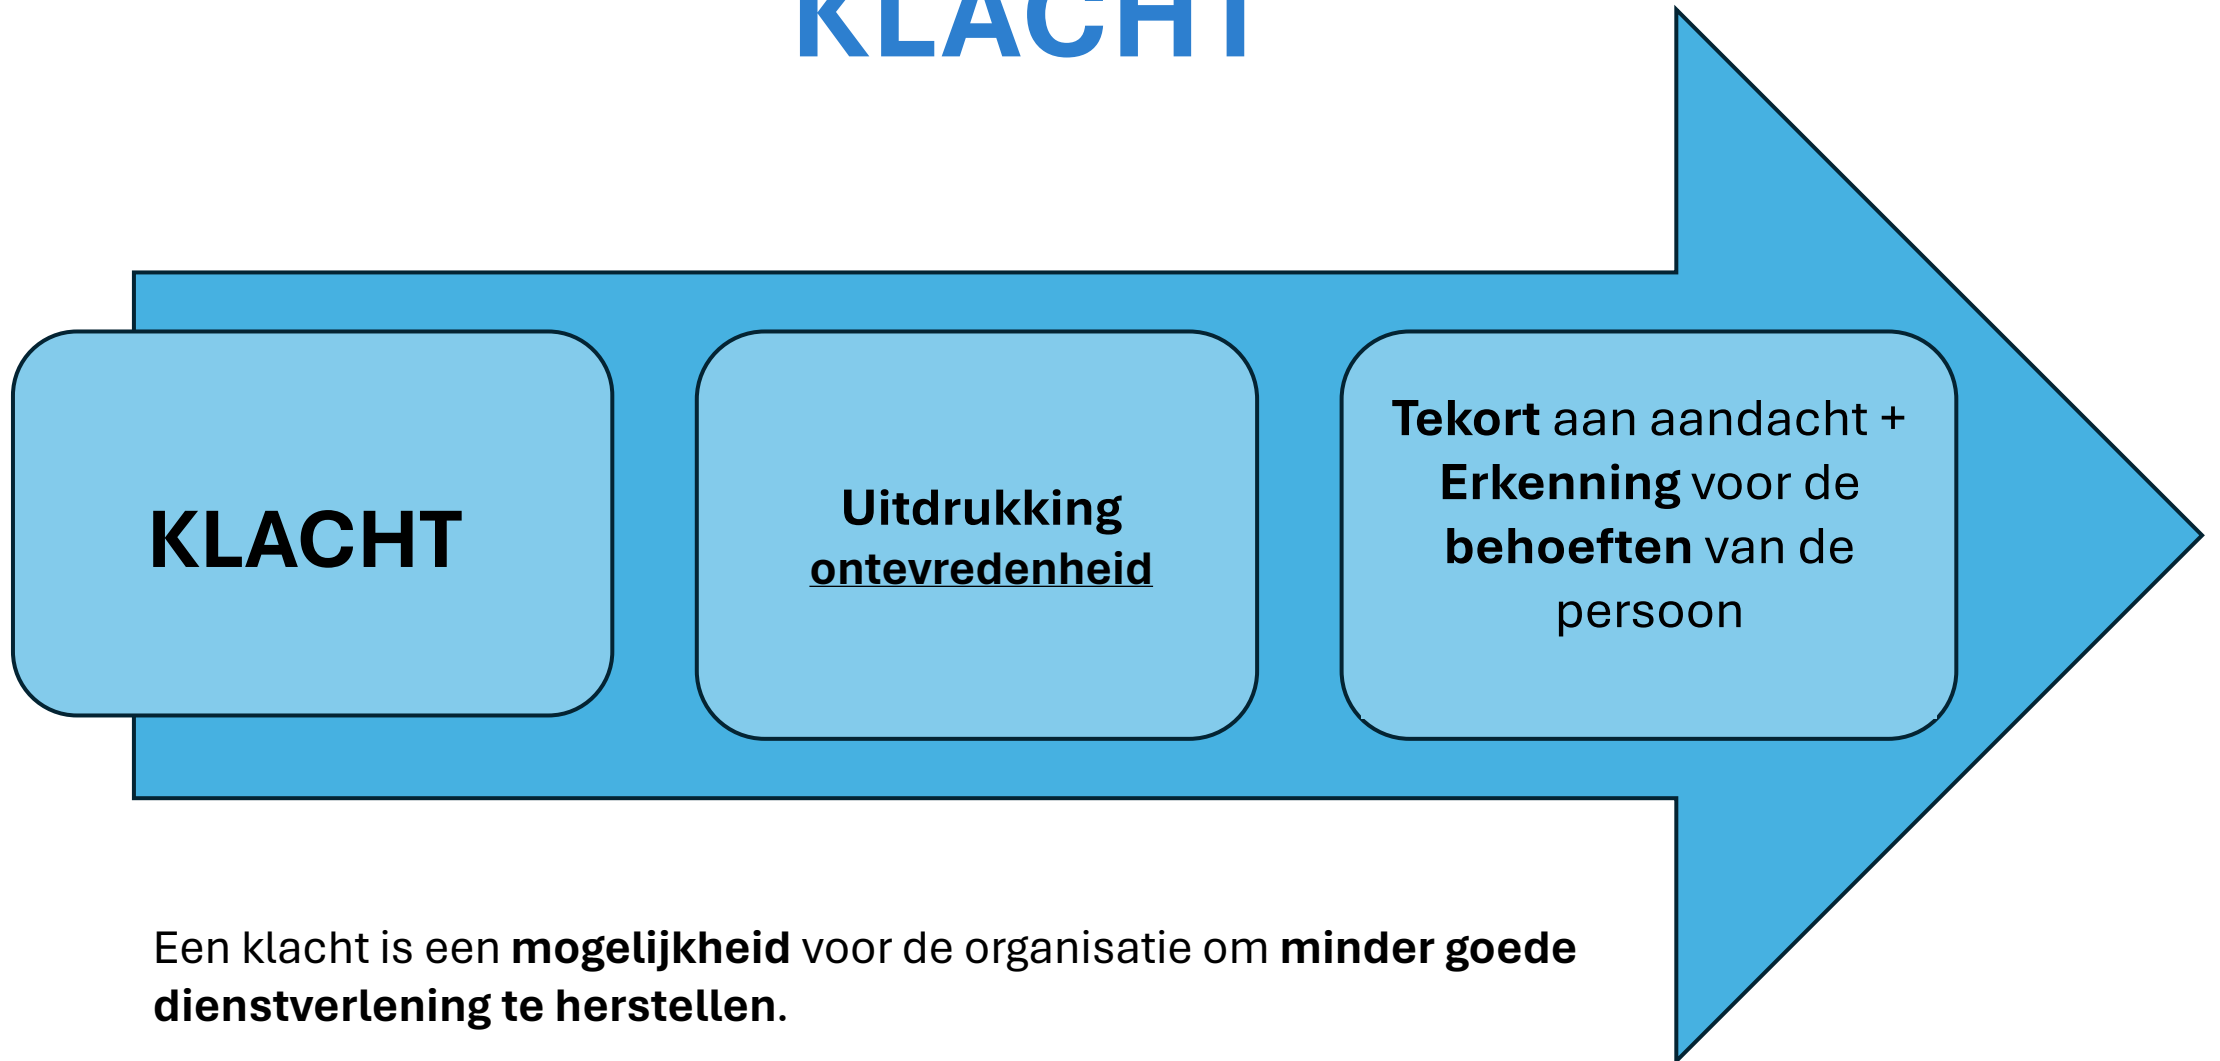 KLACHT
KLACHT
Uitdrukking
ontevredenheid
Tekort aan aandacht +
Erkenning voor de
behoeften van de
persoon
Een klacht is een mogelijkheid voor de organisatie om minder goede
dienstverlening te herstellen.